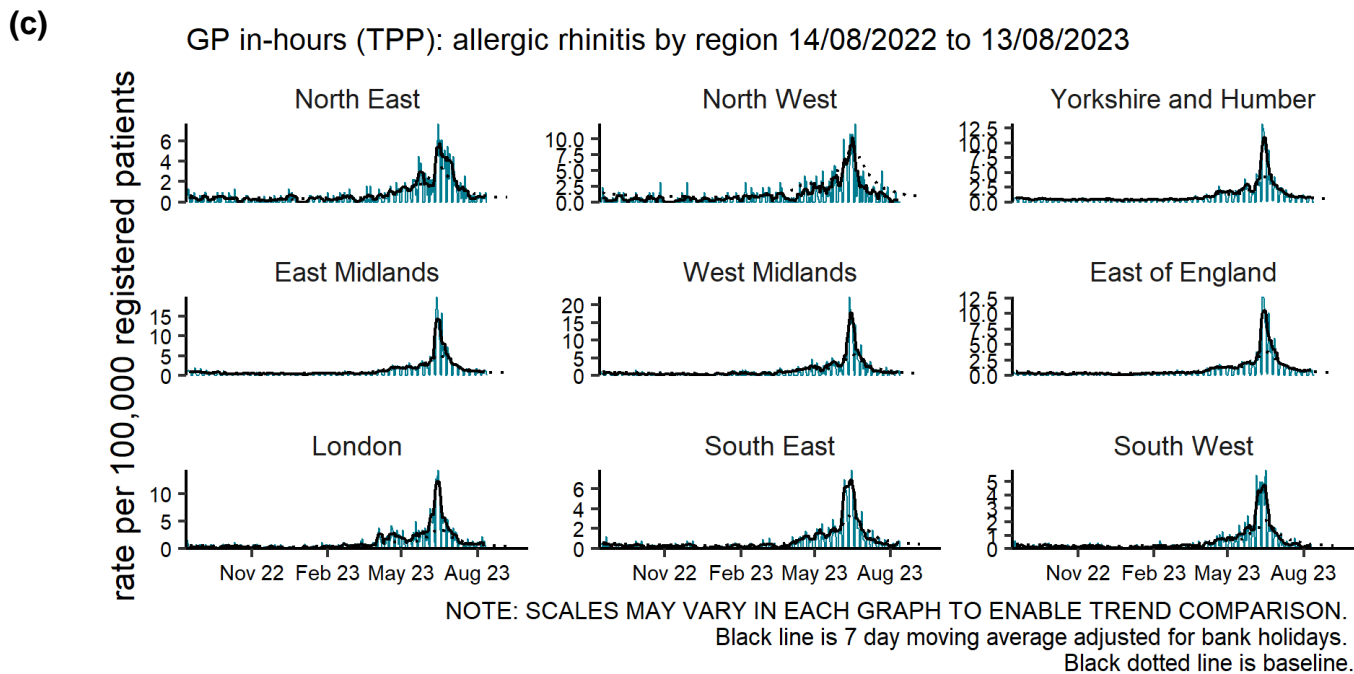 (c)
GP in-hours (TPP): allergic rhinitis by region 14/08/2022 to 13/08/2023
rate per 100,000 registered patients
North East
6
4
2
0
North West
10.0
7.5
5.0
2.5
0.0
Yorkshire and Humber
12.5
10.0
7.5
5.0
2.5
0.0
East Midlands
15
10
5
0
West Midlands
20
15
10
5
0
East of England
12.5
10.0
7.5
5.0
2.5
0.0
London
10
5
0
South East
6
4
2
0
South West
5
4
3
2
1
0
Nov 22 Feb 23 May 23 Aug 23
Nov 22 Feb 23 May 23 Aug 23
Nov 22 Feb 23 May 23 Aug 23
NOTE: SCALES MAY VARY IN EACH GRAPH TO ENABLE TREND COMPARISON.
Black line is 7 day moving average adjusted for bank holidays.
Black dotted line is baseline.